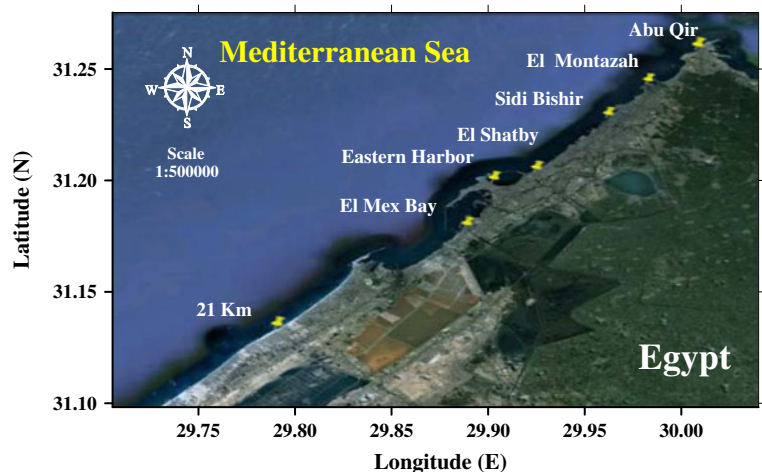 Abu Qir
Mediterranean Sea
El Montazah
N
W E
S
Sidi Bishir
Scale
1:500000
El Shatby
Eastern Harbor
El Mex Bay
21 Km
Egypt
Latitude (N)
31.25
31.20
31.15
31.10
29.75 29.80 29.85 29.90 29.95 30.00
Longitude (E)